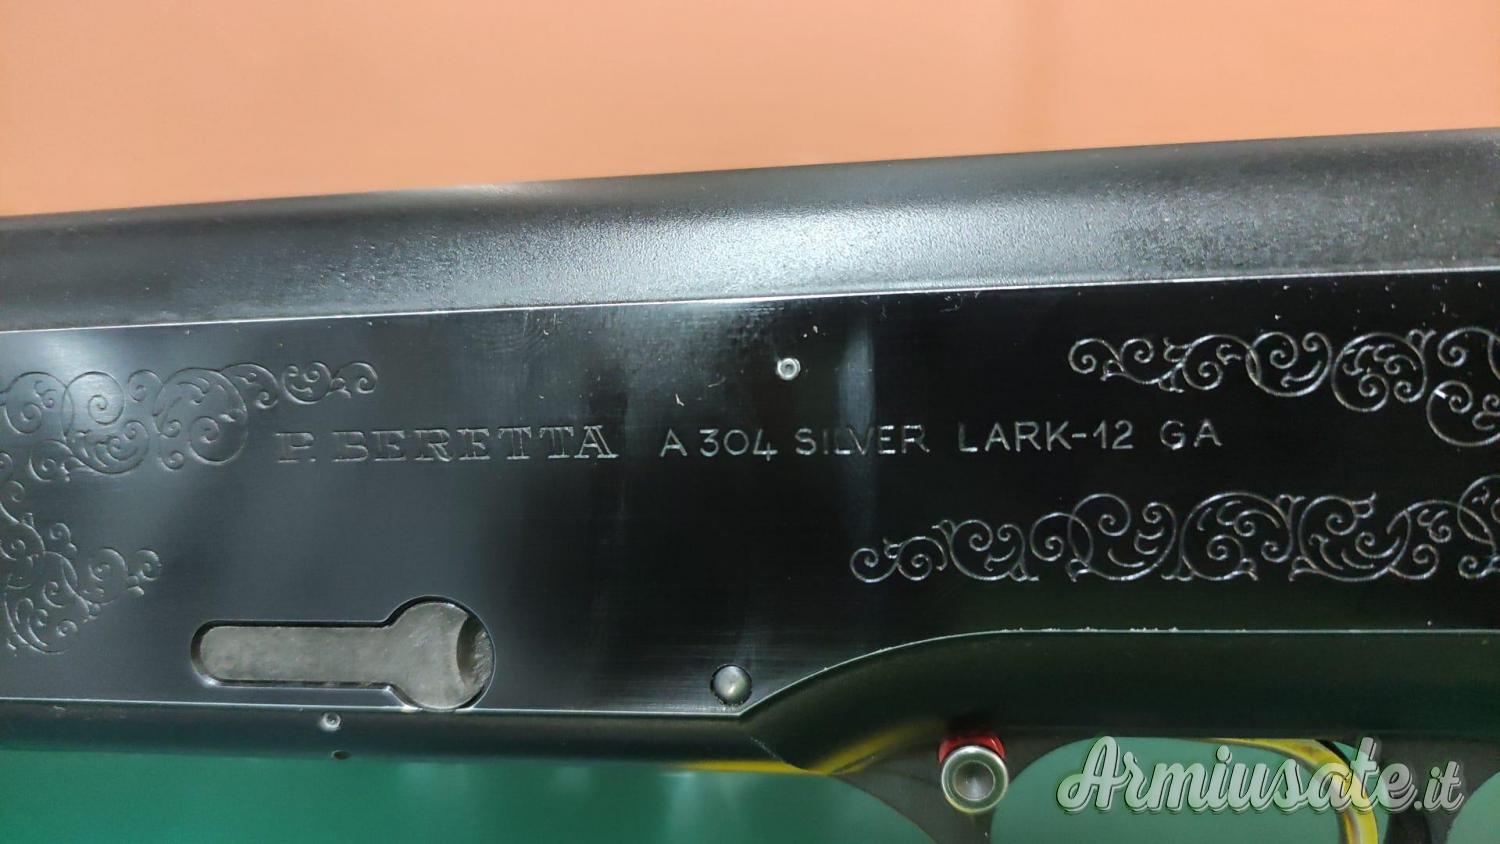 P. BERETTA A 304 SILVER LARK-12 GA
Armiusate.it